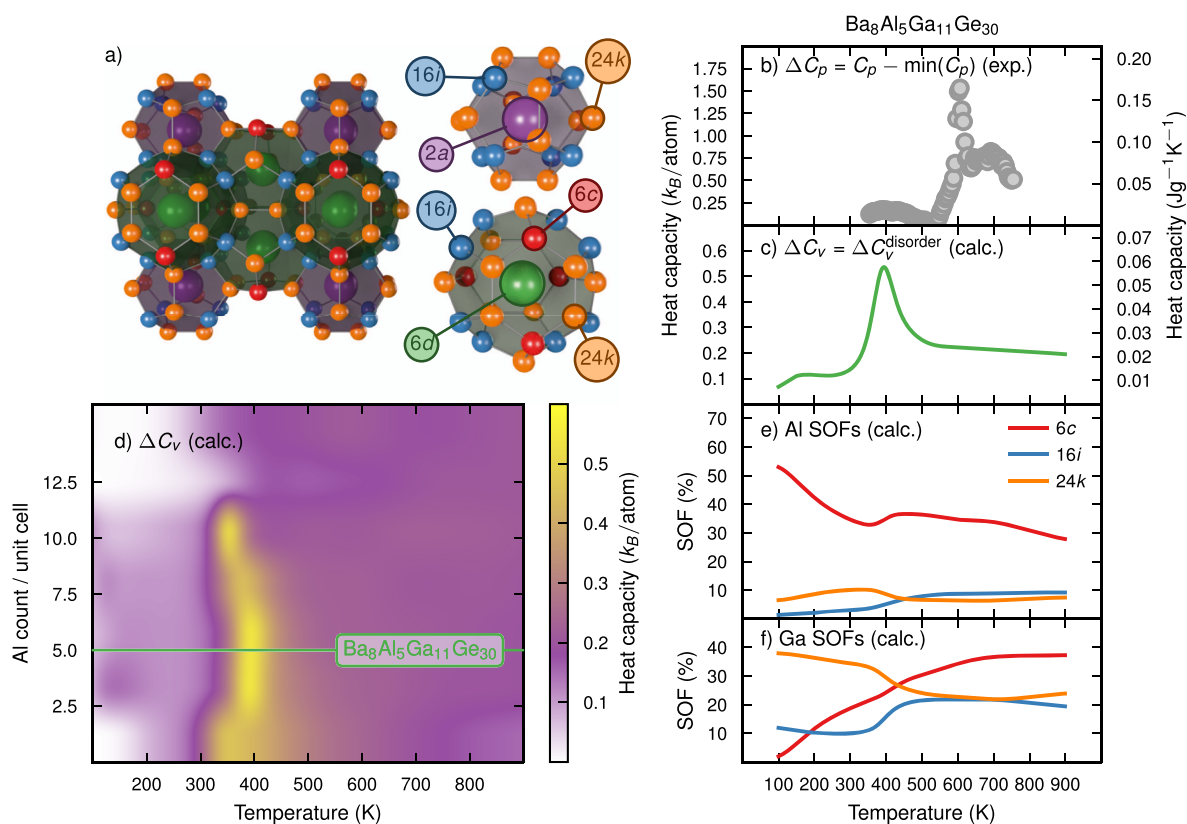 a)
16i
24k
2a
16i
6c
6d
24k
Ba8Al5Ga11Ge30
b) ΔCp = Cp − min(Cp) (exp.)
1.75
1.50
1.25
1.00
0.75
0.50
0.25
Heat capacity (kB/atom)
0.20
0.15
0.10
0.05
Heat capacity (Jg−1K−1)
c) ΔCv = ΔCv^disorder (calc.)
0.6
0.5
0.4
0.3
0.2
0.1
0.07
0.06
0.05
0.04
0.03
0.02
0.01
d) ΔCv (calc.)
12.5
10.0
7.5
5.0
2.5
Al count / unit cell
Ba8Al5Ga11Ge30
200 300 400 500 600 700 800
Temperature (K)
0.5
0.4
0.3
0.2
0.1
Heat capacity (kB/atom)
e) Al SOFs (calc.)
6c
16i
24k
70
60
50
40
30
20
10
SOF (%)
f) Ga SOFs (calc.)
40
30
20
10
SOF (%)
100 200 300 400 500 600 700 800 900
Temperature (K)